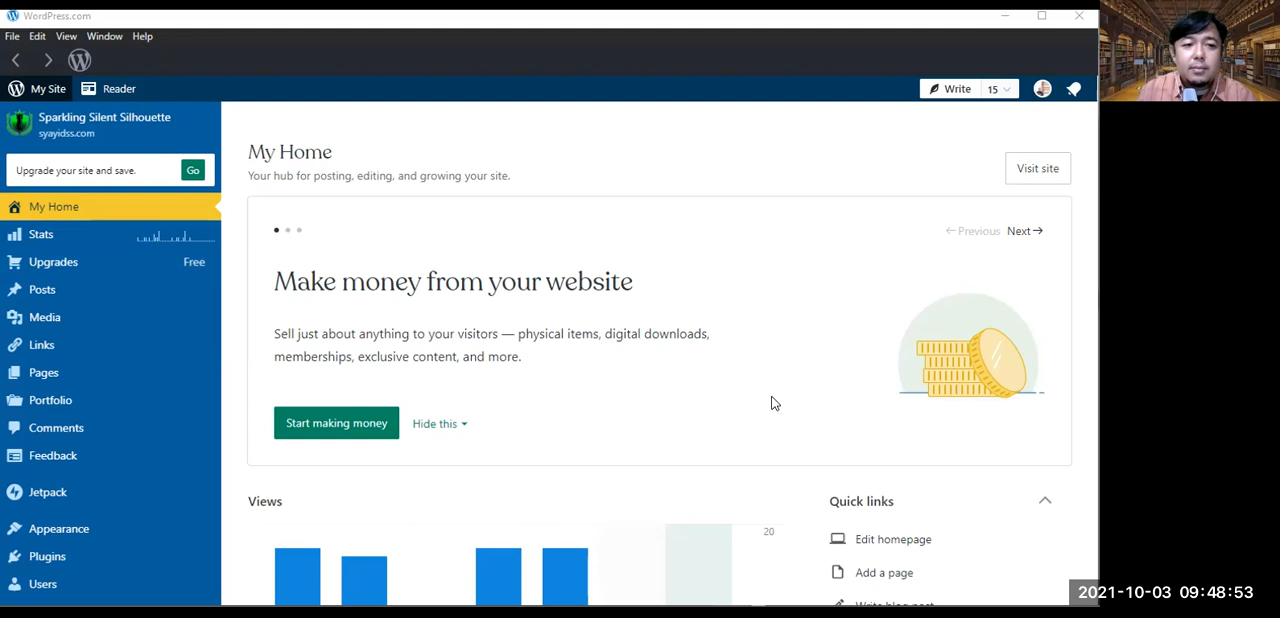 WordPress.com
File Edit View Window Help
My Site Reader Write 15
Sparkling Silent Silhouette
syayidss.com
Upgrade your site and save. Go
My Home
Stats
Upgrades Free
Posts
Media
Links
Pages
Portfolio
Comments
Feedback
Jetpack
Appearance
Plugins
Users
My Home
Your hub for posting, editing, and growing your site.
Visit site
Previous Next
Make money from your website
Sell just about anything to your visitors — physical items, digital downloads,
memberships, exclusive content, and more.
Start making money Hide this
Views
20
Quick links
Edit homepage
Add a page
Write blog post
2021-10-03 09:48:53